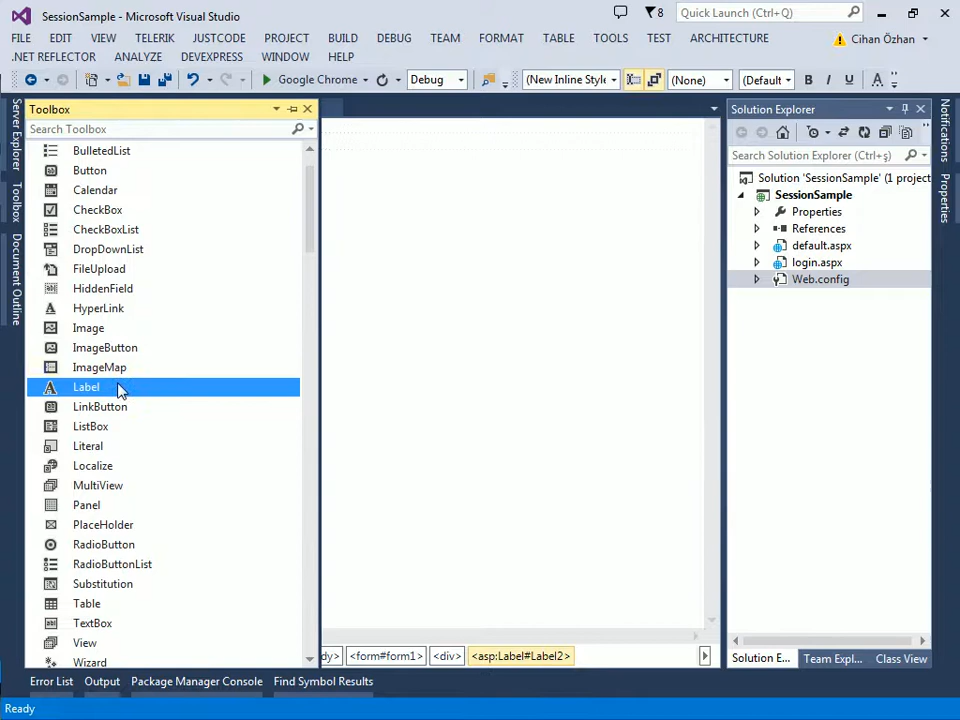 SessionSample - Microsoft Visual Studio
8
Quick Launch (Ctrl+Q)
FILE EDIT VIEW TELERIK JUSTCODE PROJECT BUILD DEBUG TEAM FORMAT TABLE TOOLS TEST ARCHITECTURE
Cihan Özhan
.NET REFLECTOR ANALYZE DEVEXPRESS WINDOW HELP
Google Chrome Debug (New Inline Style (None) (Default B I U A
Server Explorer
Toolbox
Document Outline
Toolbox
Search Toolbox
BulletedList
Button
Calendar
CheckBox
CheckBoxList
DropDownList
FileUpload
HiddenField
HyperLink
Image
ImageButton
ImageMap
Label
LinkButton
ListBox
Literal
Localize
MultiView
Panel
PlaceHolder
RadioButton
RadioButtonList
Substitution
Table
TextBox
View
Wizard
dy> <form#form1> <div> <asp:Label#Label2>
Solution Explorer
Search Solution Explorer (Ctrl+ş)
Solution 'SessionSample' (1 project
SessionSample
Properties
References
default.aspx
login.aspx
Web.config
Solution E... Team Expl... Class View
Notifications
Properties
Error List Output Package Manager Console Find Symbol Results
Ready